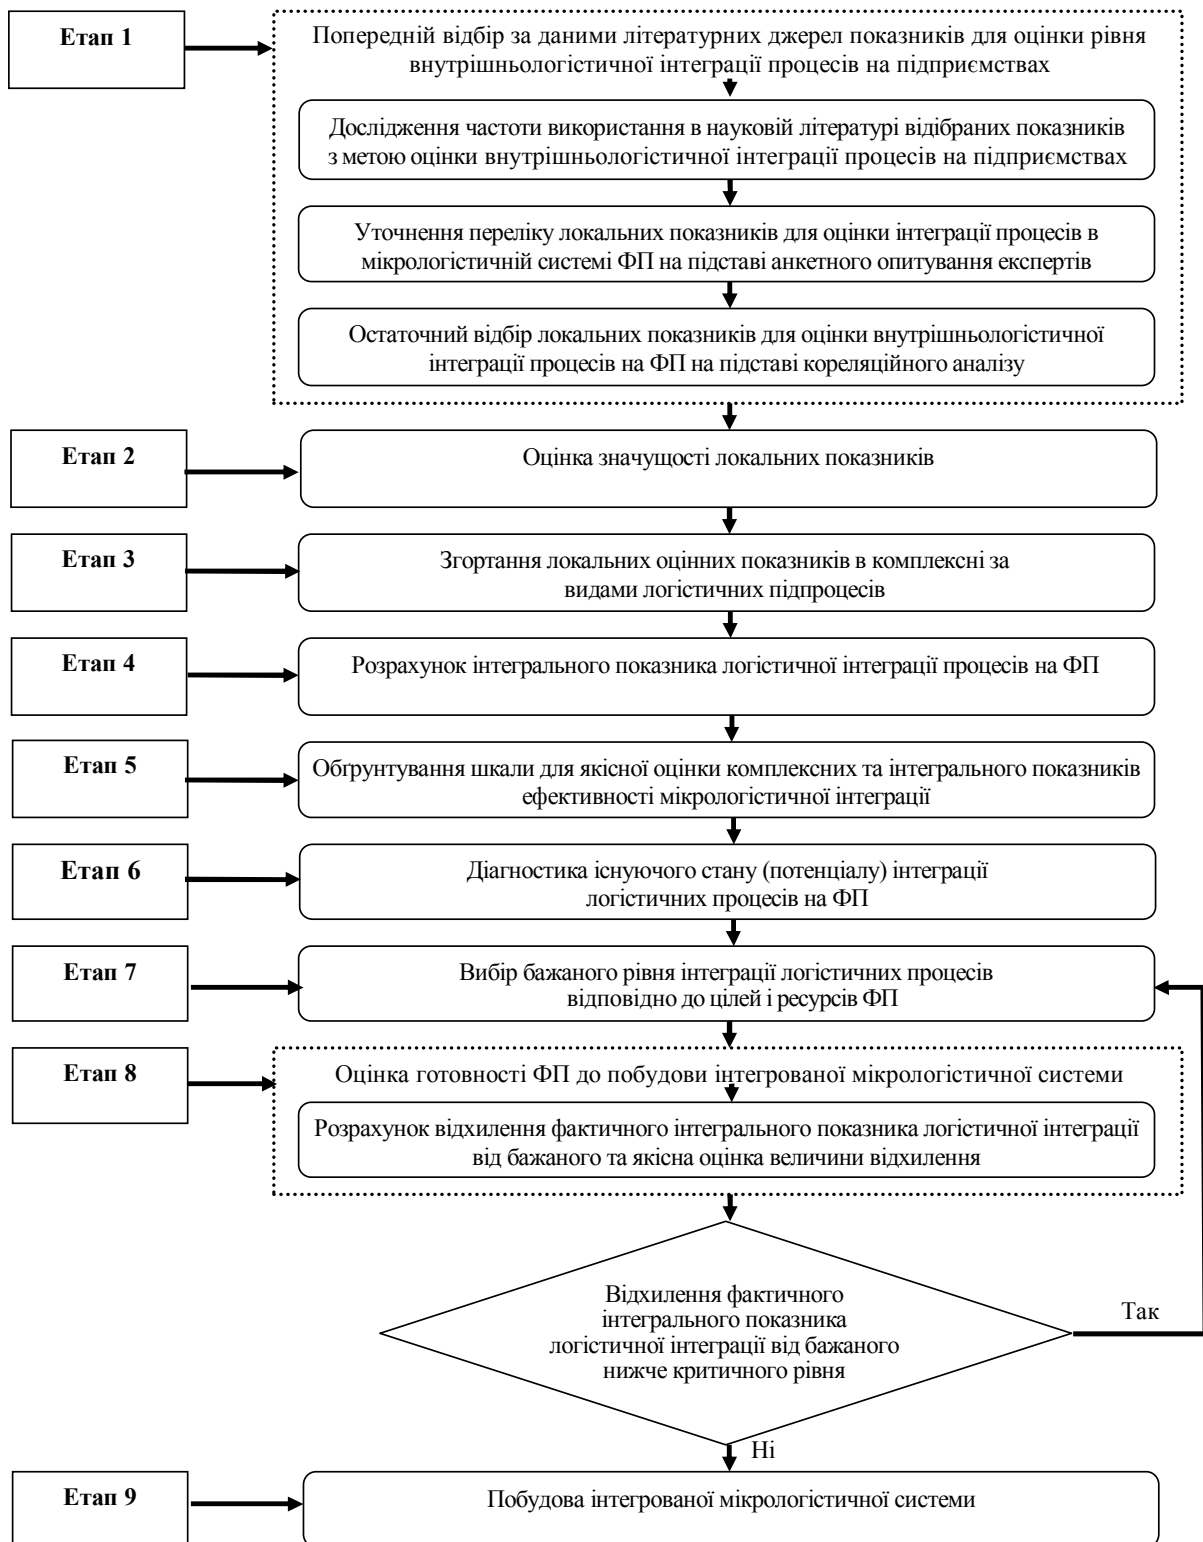 Етап 1
Попередній відбір за даними літературних джерел показників для оцінки рівня
внутрішньологістичної інтеграції процесів на підприємствах
Дослідження частоти використання в науковій літературі відібраних показників
з метою оцінки внутрішньологістичної інтеграції процесів на підприємствах
Уточнення переліку локальних показників для оцінки інтеграції процесів в
мікрологістичній системі ФП на підставі анкетного опитування експертів
Остаточний відбір локальних показників для оцінки внутрішньологістичної
інтеграції процесів на ФП на підставі кореляційного аналізу
Етап 2
Оцінка значущості локальних показників
Етап 3
Згортання локальних оцінних показників в комплексні за
видами логістичних підпроцесів
Етап 4
Розрахунок інтегрального показника логістичної інтеграції процесів на ФП
Етап 5
Обґрунтування шкали для якісної оцінки комплексних та інтегрального показників
ефективності мікрологістичної інтеграції
Етап 6
Діагностика існуючого стану (потенціалу) інтеграції
логістичних процесів на ФП
Етап 7
Вибір бажаного рівня інтеграції логістичних процесів
відповідно до цілей і ресурсів ФП
Етап 8
Оцінка готовності ФП до побудови інтегрованої мікрологістичної системи
Розрахунок відхилення фактичного інтегрального показника логістичної інтеграції
від бажаного та якісна оцінка величини відхилення
Відхилення фактичного
інтегрального показника
логістичної інтеграції від бажаного
нижче критичного рівня
Так
Ні
Етап 9
Побудова інтегрованої мікрологістичної системи